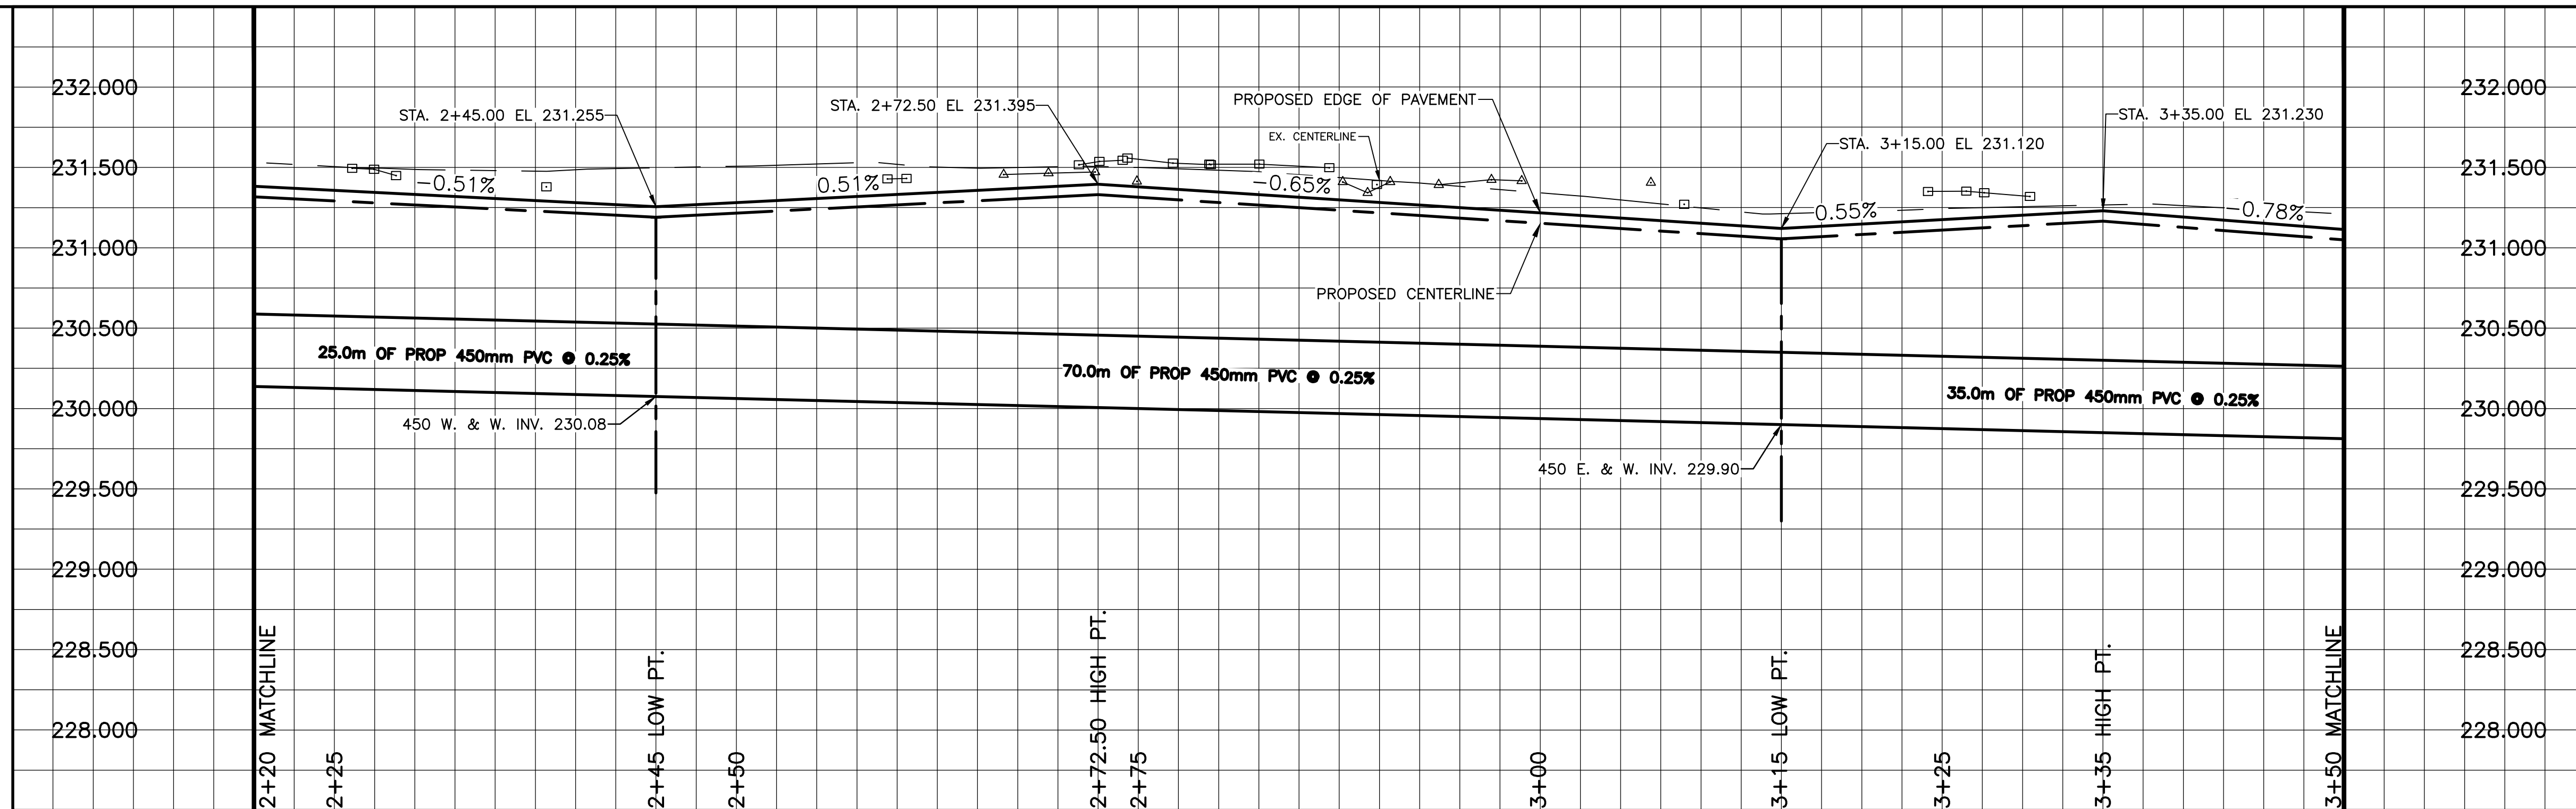 232.000
231.500
231.000
230.500
230.000
229.500
229.000
228.500
228.000
STA. 2+45.00 EL 231.255
STA. 2+72.50 EL 231.395
PROPOSED EDGE OF PAVEMENT
EX. CENTERLINE
STA. 3+15.00 EL 231.120
STA. 3+35.00 EL 231.230
-0.51%
0.51%
-0.65%
0.55%
-0.78%
PROPOSED CENTERLINE
25.0m OF PROP 450mm PVC @ 0.25%
70.0m OF PROP 450mm PVC @ 0.25%
35.0m OF PROP 450mm PVC @ 0.25%
450 W. & W. INV. 230.08
450 E. & W. INV. 229.90
2+20 MATCHLINE
2+25
2+45 LOW PT.
2+50
2+72.50 HIGH PT.
2+75
3+00
3+15 LOW PT.
3+25
3+35 HIGH PT.
3+50 MATCHLINE
232.000
231.500
231.000
230.500
230.000
229.500
229.000
228.500
228.000